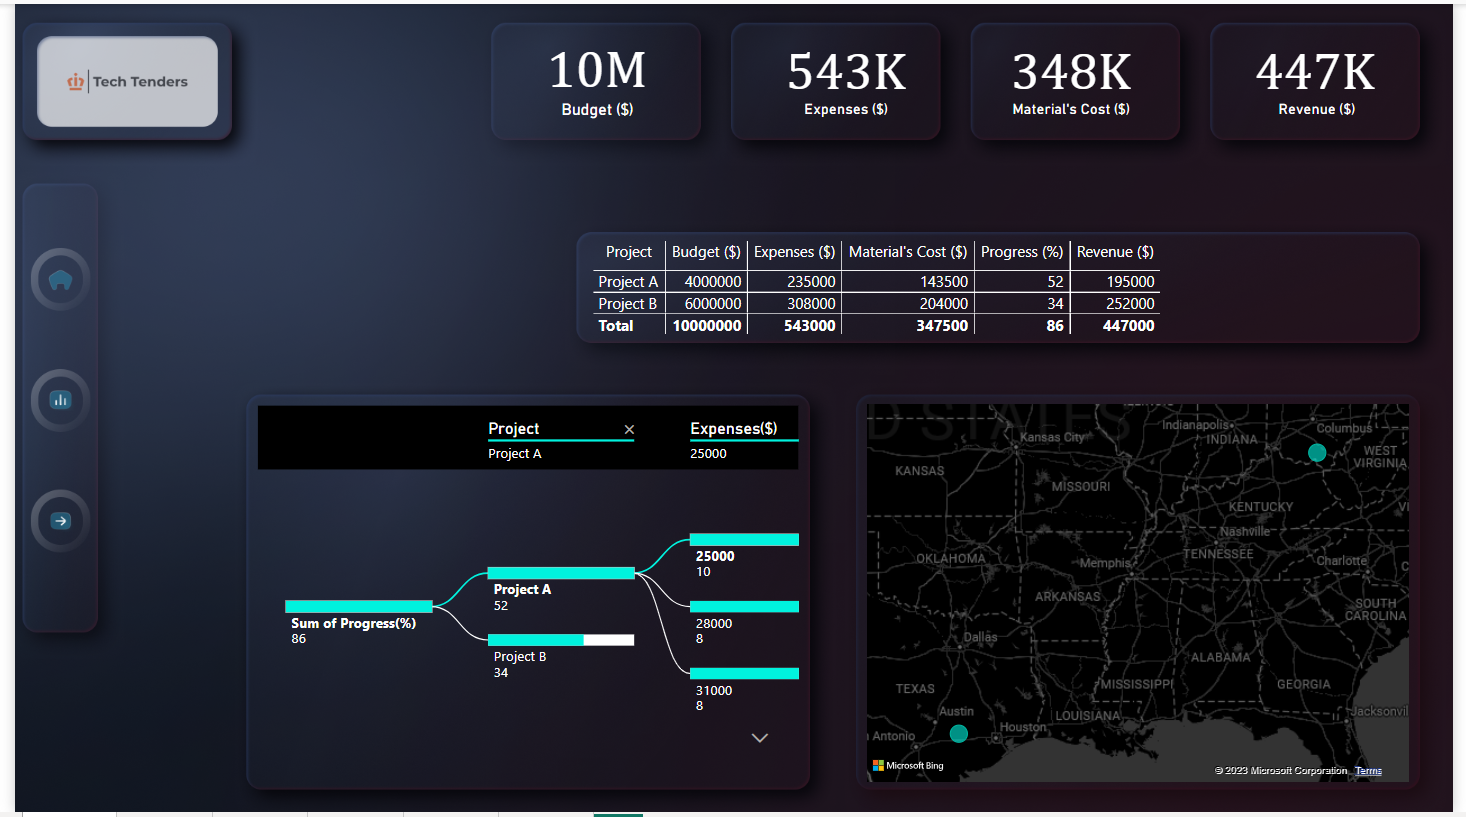 Tech Tenders
10M
Budget ($)
543K
Expenses ($)
348K
Material's Cost ($)
447K
Revenue ($)
Project Budget ($) Expenses ($) Material's Cost ($) Progress (%) Revenue ($)
Project A 4000000 235000 143500 52 195000
Project B 6000000 308000 204000 34 252000
Total 10000000 543000 347500 86 447000
Project ✕ Expenses($)
Project A 25000
25000
10
Project A
52
Sum of Progress(%)
86
28000
8
Project B
34
31000
8
D STATES
Indianapolis
Columbus
Kansas City
INDIANA
WEST
VIRGINIA
KANSAS
MISSOURI
KENTUCKY
VI
Nashville
TENNESSEE
OKLAHOMA
Memphis
Charlotte
ARKANSAS
SOUTH
CAROLINA
Dallas
ALABAMA
TEXAS
MISSISSIPPI
GEORGIA
Austin
LOUISIANA
Jacksonvil
Houston
Antonio
Microsoft Bing
© 2023 Microsoft Corporation Terms